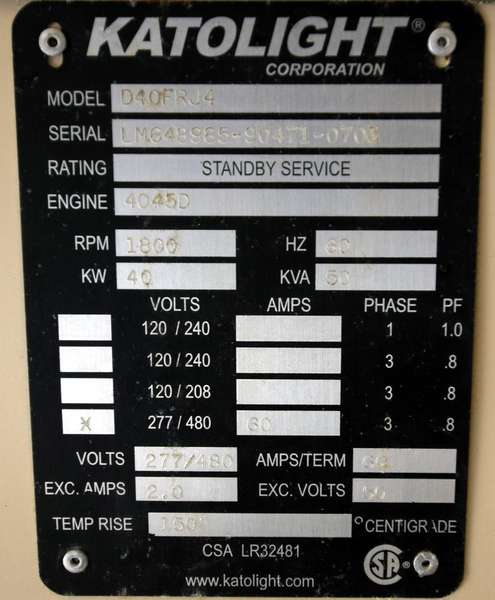 KATOLIGHT®
CORPORATION
MODEL D40FRJ4
SERIAL
RATING STANDBY SERVICE
ENGINE 4045D
RPM 1800 HZ 60
KW 40 KVA 50
VOLTS AMPS PHASE PF
120 / 240 1 1.0
120 / 240 3 .8
120 / 208 3 .8
X 277 / 480 60 3 .8
VOLTS 277/480 AMPS/TERM
EXC. AMPS 2.0 EXC. VOLTS
TEMP RISE 150 °CENTIGRADE
CSA LR32481
SA®
www.katolight.com